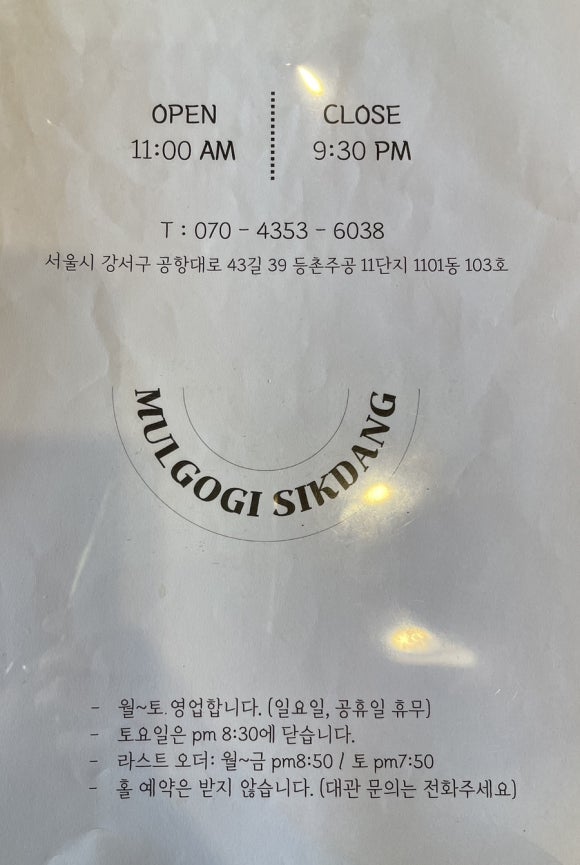 OPEN CLOSE
11:00 AM 9:30 PM
T : 070 - 4353 - 6038
서울시 강서구 공항대로 43길 39 등촌주공 11단지 1101동 103호
MULGOGI SIKDANG
- 월~토. 영업합니다. (일요일, 공휴일 휴무)
- 토요일은 pm 8:30에 닫습니다.
- 라스트 오더: 월~금 pm8:50 / 토 pm7:50
- 홀 예약은 받지 않습니다. (대관 문의는 전화주세요)